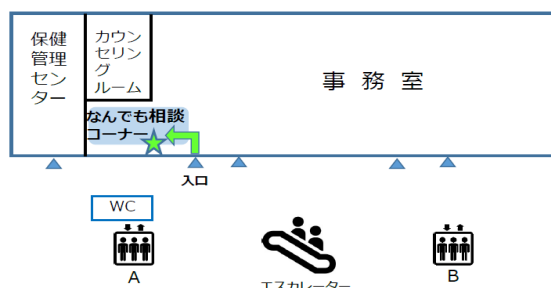 保健
管理
セン
ター
カウン
セリン
グ
ルーム
事 務 室
なんでも相談
コーナー
入口
WC
A
エスカレーター
B